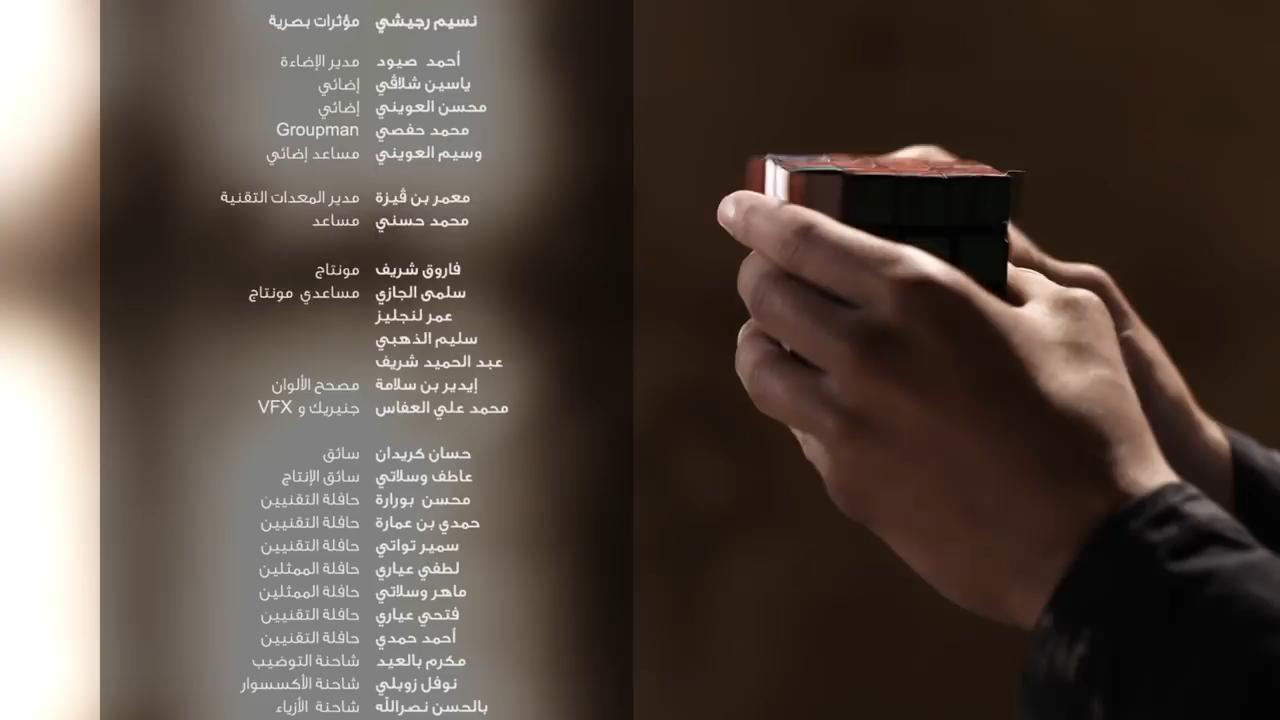 نسيم رجيشي مؤثرات بصرية
أحمد صيود مدير الإضاءة
ياسين شلاڨي إضائي
محسن العويني إضائي
محمد حفصي Groupman
وسيم العويني مساعد إضائي
معمر بن ڨيزة مدير المعدات التقنية
محمد حسني مساعد
فاروق شريف مونتاج
سلمى الجازي مساعدي مونتاج
عمر لنجليز
سليم الذهبي
عبد الحميد شريف
إيدير بن سلامة مصحح الألوان
محمد علي العفاس جنيريك و VFX
حسان كريدان سائق
عاطف وسلاتي سائق الإنتاج
محسن بورارة حافلة التقنيين
حمدي بن عمارة حافلة التقنيين
سمير تواتي حافلة التقنيين
لطفي عياري حافلة الممثلين
ماهر وسلاتي حافلة الممثلين
فتحي عياري حافلة التقنيين
أحمد حمدي حافلة التقنيين
مكرم بالعيد شاحنة التوضيب
نوفل زوبلي شاحنة الأكسسوار
بالحسن نصرالله شاحنة الأزياء